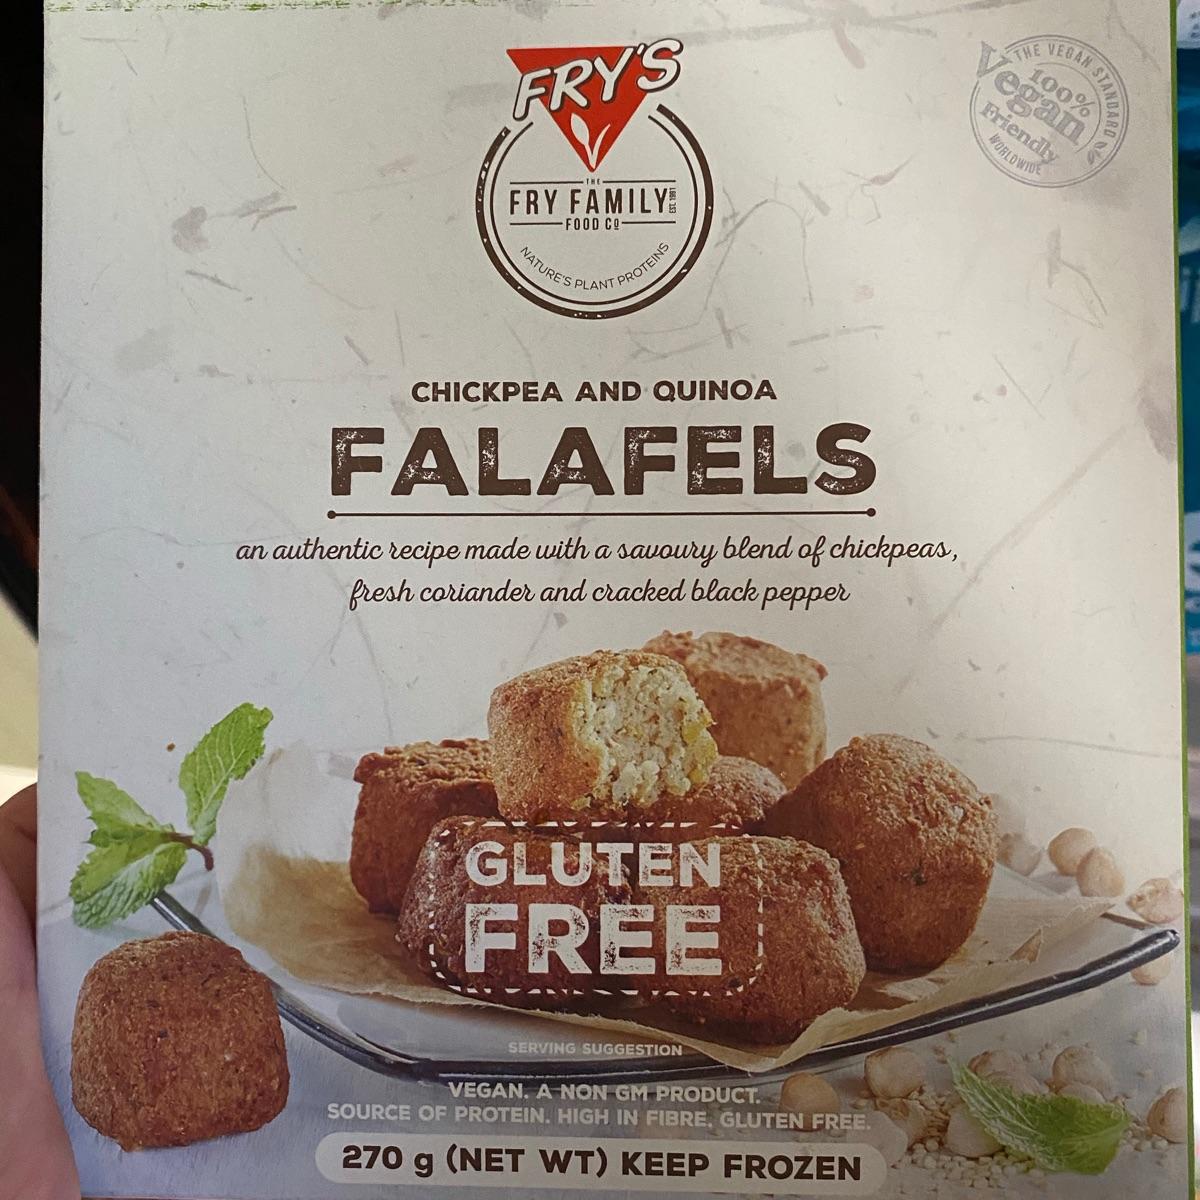 FRY'S
THE
FRY FAMILY
EST. 1991
FOOD Co
NATURE'S PLANT PROTEINS
THE VEGAN STANDARD
100%
Vegan
Friendly
WORLDWIDE
CHICKPEA AND QUINOA
FALAFELS
an authentic recipe made with a savoury blend of chickpeas,
fresh coriander and cracked black pepper
GLUTEN
FREE
SERVING SUGGESTION
VEGAN. A NON GM PRODUCT.
SOURCE OF PROTEIN. HIGH IN FIBRE. GLUTEN FREE.
270 g (NET WT) KEEP FROZEN